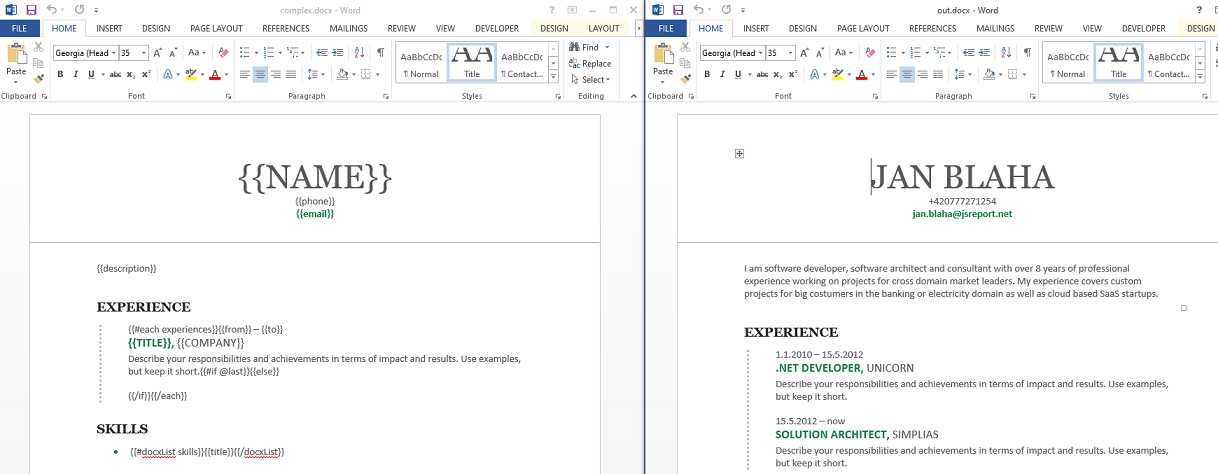 complex.docx - Word
FILE HOME INSERT DESIGN PAGE LAYOUT REFERENCES MAILINGS REVIEW VIEW DEVELOPER DESIGN LAYOUT
Georgia (Head 35 Aa
AaBbCcDc AAA AaBbCcDc
Find
Replace
Select
Paste
B I U abc x₂ x²
¶ Normal Title ¶ Contact...
Clipboard Font Paragraph Styles Editing
{{NAME}}
{{phone}}
{{email}}
{{description}}
EXPERIENCE
{{#each experiences}}{{from}} – {{to}}
{{TITLE}}, {{COMPANY}}
Describe your responsibilities and achievements in terms of impact and results. Use examples,
but keep it short.{{#if @last}}{{else}}
{{/if}}{{/each}}
SKILLS
{{#docxList skills}}{{title}}{{/docxList}}
out.docx - Word
FILE HOME INSERT DESIGN PAGE LAYOUT REFERENCES MAILINGS REVIEW VIEW DEVELOPER DESIGN
Georgia (Head 35 Aa
AaBbCcDc AAA AaBbCcDc
Paste
B I U abc x₂ x²
¶ Normal Title ¶ Contact...
Clipboard Font Paragraph Styles
JAN BLAHA
+420777271254
jan.blaha@jsreport.net
I am software developer, software architect and consultant with over 8 years of professional
experience working on projects for cross domain market leaders. My experience covers custom
projects for big costumers in the banking or electricity domain as well as cloud based SaaS startups.
EXPERIENCE
1.1.2010 – 15.5.2012
.NET DEVELOPER, UNICORN
Describe your responsibilities and achievements in terms of impact and results. Use examples,
but keep it short.
15.5.2012 – now
SOLUTION ARCHITECT, SIMPLIAS
Describe your responsibilities and achievements in terms of impact and results. Use examples,
but keep it short.